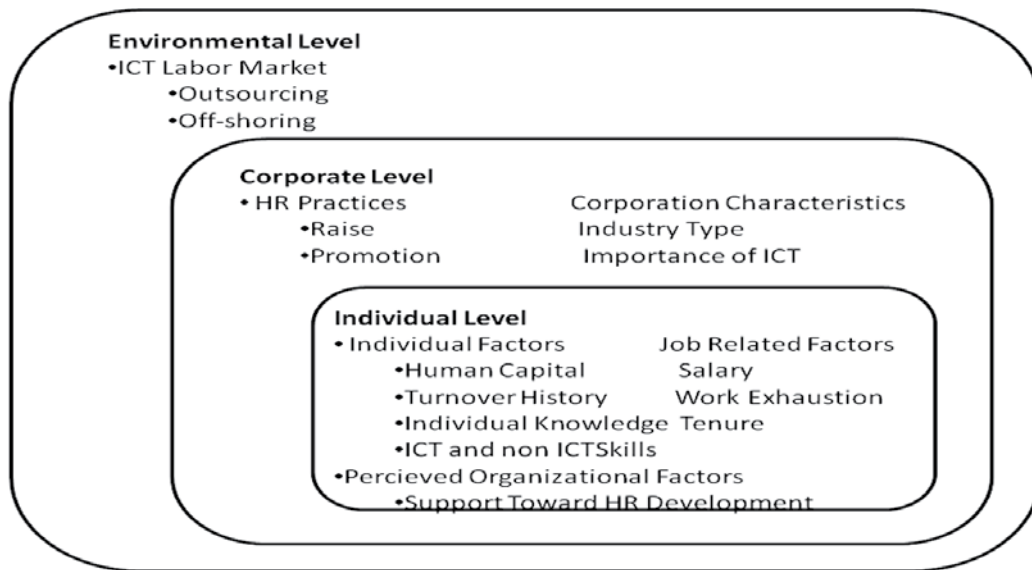 Environmental Level
•ICT Labor Market
•Outsourcing
•Off-shoring
Corporate Level
• HR Practices Corporation Characteristics
•Raise Industry Type
•Promotion Importance of ICT
Individual Level
• Individual Factors Job Related Factors
•Human Capital Salary
•Turnover History Work Exhaustion
•Individual Knowledge Tenure
•ICT and non ICTSkills
•Percieved Organizational Factors
•Support Toward HR Development